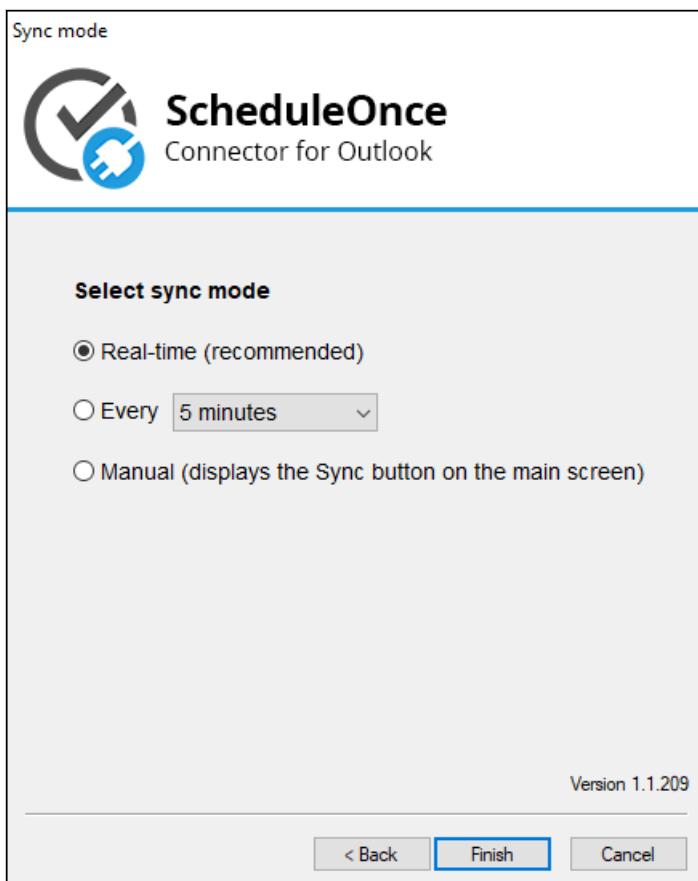 Sync mode
ScheduleOnce
Connector for Outlook
Select sync mode
Real-time (recommended)
Every 5 minutes
Manual (displays the Sync button on the main screen)
Version 1.1.209
< Back Finish Cancel